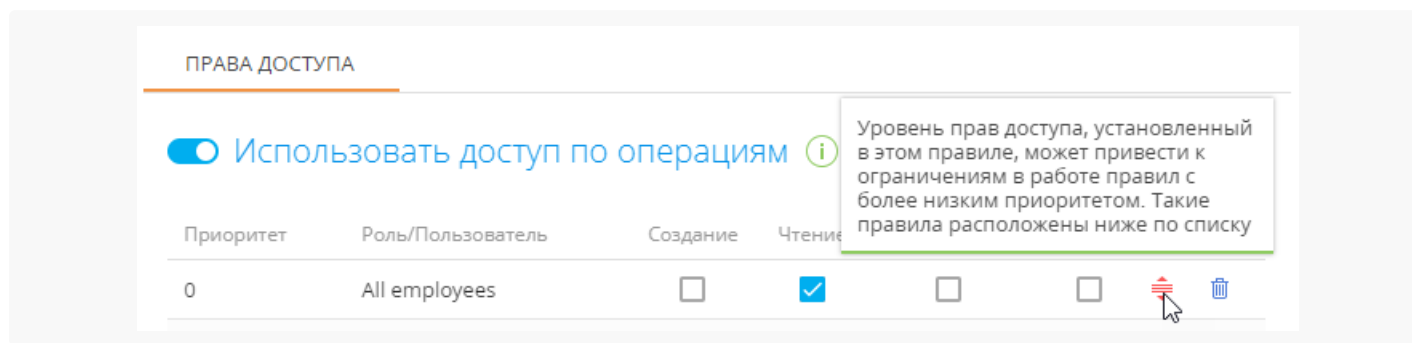 ПРАВА ДОСТУПА
Использовать доступ по операциям
Уровень прав доступа, установленный
в этом правиле, может привести к
ограничениям в работе правил с
более низким приоритетом. Такие
правила расположены ниже по списку
Приоритет Роль/Пользователь Создание Чтение
0 All employees